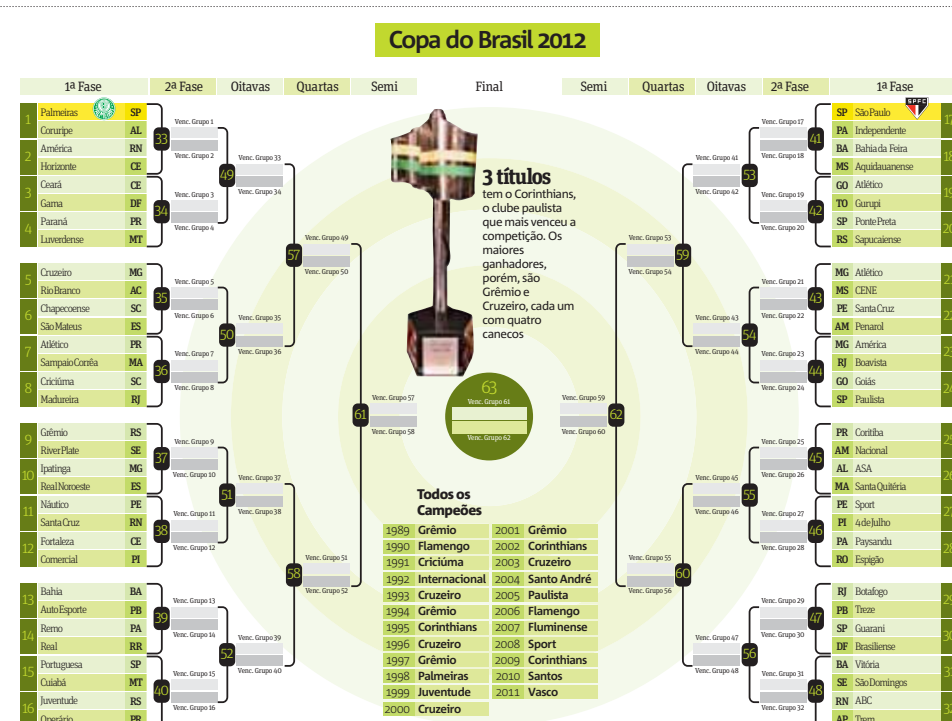 Copa do Brasil 2012
1ª Fase 2ª Fase Oitavas Quartas Semi Final Semi Quartas Oitavas 2ª Fase 1ª Fase
1
Palmeiras SP
Coruripe AL
2
América RN
Horizonte CE
3
Ceará CE
Gama DF
4
Paraná PR
Luverdense MT
5
Cruzeiro MG
Rio Branco AC
6
Chapecoense SC
São Mateus ES
7
Atlético PR
Sampaio Corrêa MA
8
Criciúma SC
Madureira RJ
9
Grêmio RS
River Plate SE
10
Ipatinga MG
Real Noroeste ES
11
Náutico PE
Santa Cruz RN
12
Fortaleza CE
Comercial PI
13
Bahia BA
Auto Esporte PB
14
Remo PA
Real RR
15
Portuguesa SP
Cuiabá MT
16
Juventude RS
Operário PR
33
Venc. Grupo 1
Venc. Grupo 2
34
Venc. Grupo 3
Venc. Grupo 4
35
Venc. Grupo 5
Venc. Grupo 6
36
Venc. Grupo 7
Venc. Grupo 8
37
Venc. Grupo 9
Venc. Grupo 10
38
Venc. Grupo 11
Venc. Grupo 12
39
Venc. Grupo 13
Venc. Grupo 14
40
Venc. Grupo 15
Venc. Grupo 16
49
Venc. Grupo 33
Venc. Grupo 34
50
Venc. Grupo 35
Venc. Grupo 36
51
Venc. Grupo 37
Venc. Grupo 38
52
Venc. Grupo 39
Venc. Grupo 40
57
Venc. Grupo 49
Venc. Grupo 50
58
Venc. Grupo 51
Venc. Grupo 52
61
Venc. Grupo 57
Venc. Grupo 58
3 títulos
tem o Corinthians,
o clube paulista
que mais venceu a
competição. Os
maiores
ganhadores,
porém, são
Grêmio e
Cruzeiro, cada um
com quatro
canecos
63
Venc. Grupo 61
Venc. Grupo 62
Todos os
Campeões
1989 Grêmio
1990 Flamengo
1991 Criciúma
1992 Internacional
1993 Cruzeiro
1994 Grêmio
1995 Corinthians
1996 Cruzeiro
1997 Grêmio
1998 Palmeiras
1999 Juventude
2000 Cruzeiro
2001 Grêmio
2002 Corinthians
2003 Cruzeiro
2004 Santo André
2005 Paulista
2006 Flamengo
2007 Fluminense
2008 Sport
2009 Corinthians
2010 Santos
2011 Vasco
Venc. Grupo 59
62
Venc. Grupo 60
Venc. Grupo 53
59
Venc. Grupo 54
Venc. Grupo 55
60
Venc. Grupo 56
Venc. Grupo 41
53
Venc. Grupo 42
Venc. Grupo 43
54
Venc. Grupo 44
Venc. Grupo 45
55
Venc. Grupo 46
Venc. Grupo 47
56
Venc. Grupo 48
Venc. Grupo 17
41
Venc. Grupo 18
Venc. Grupo 19
42
Venc. Grupo 20
Venc. Grupo 21
43
Venc. Grupo 22
Venc. Grupo 23
44
Venc. Grupo 24
Venc. Grupo 25
45
Venc. Grupo 26
Venc. Grupo 27
46
Venc. Grupo 28
Venc. Grupo 29
47
Venc. Grupo 30
Venc. Grupo 31
48
Venc. Grupo 32
SPFC
SP São Paulo
PA Independente
BA Bahia da Feira
MS Aquidauanense
GO Atlético
TO Gurupi
SP Ponte Preta
RS Sapucaiense
MG Atlético
MS CENE
PE Santa Cruz
AM Penarol
MG América
RJ Boavista
GO Goiás
SP Paulista
PR Coritiba
AM Nacional
AL ASA
MA Santa Quitéria
PE Sport
PI 4 de Julho
PA Paysandu
RO Espigão
RJ Botafogo
PB Treze
SP Guarani
DF Brasiliense
BA Vitória
SE São Domingos
RN ABC
AP Trem